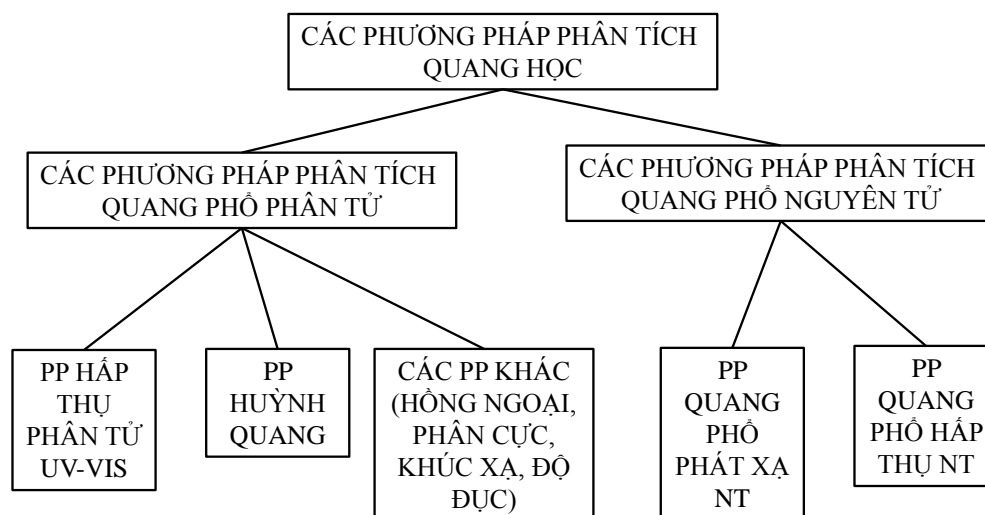 CÁC PHƯƠNG PHÁP PHÂN TÍCH
QUANG HỌC
CÁC PHƯƠNG PHÁP PHÂN TÍCH
QUANG PHỔ PHÂN TỬ
CÁC PHƯƠNG PHÁP PHÂN TÍCH
QUANG PHỔ NGUYÊN TỬ
PP HẤP
THỤ
PHÂN TỬ
UV-VIS
PP
HUỲNH
QUANG
CÁC PP KHÁC
(HỒNG NGOẠI,
PHÂN CỰC,
KHÚC XẠ, ĐỘ
ĐỤC)
PP
QUANG
PHỔ
PHÁT XẠ
NT
PP
QUANG
PHỔ HẤP
THỤ NT